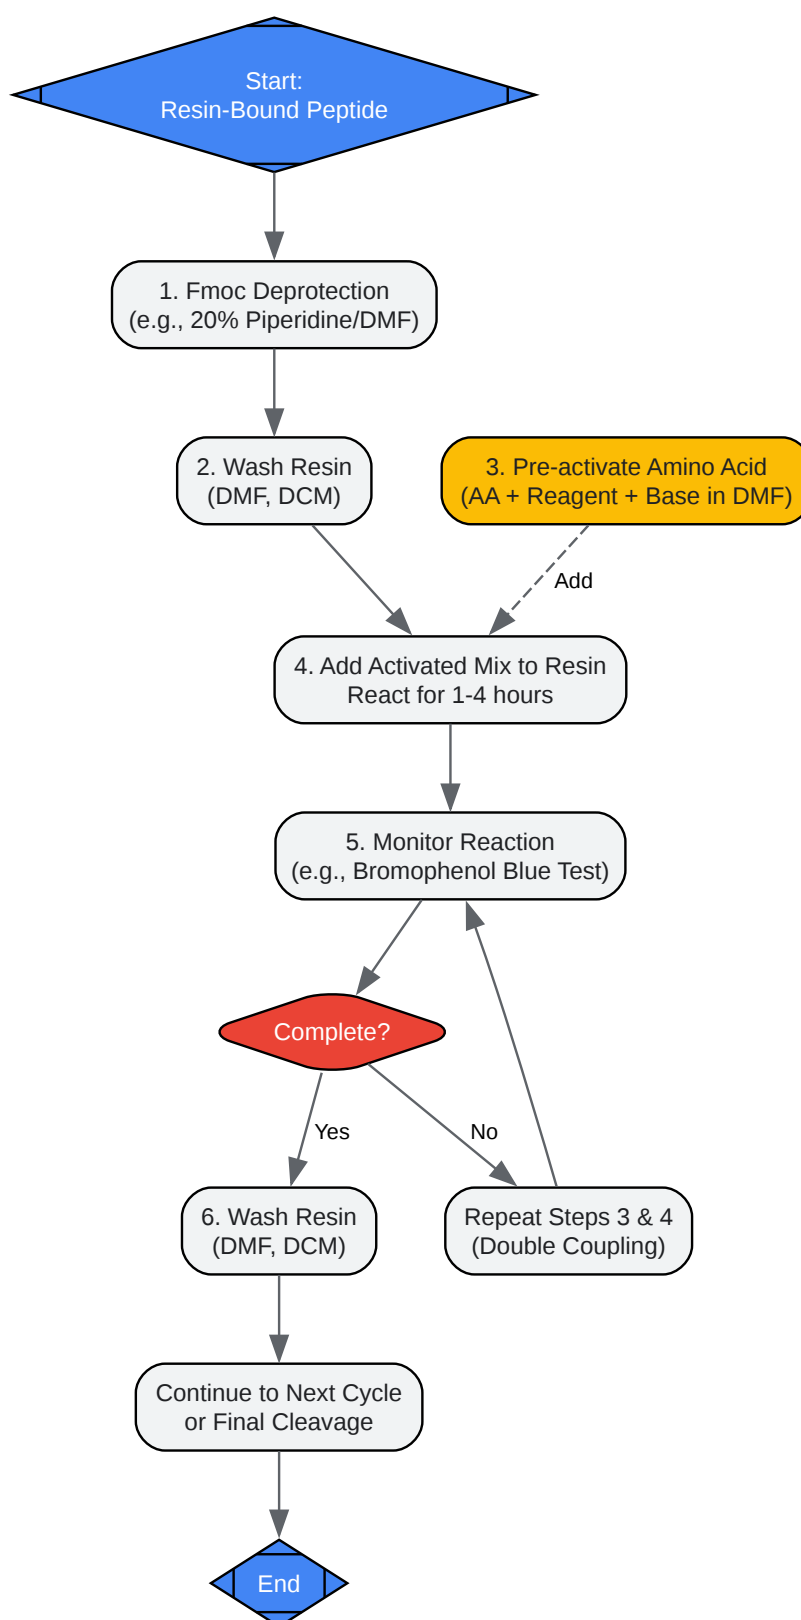 Start:
Resin-Bound Peptide
1. Fmoc Deprotection
(e.g., 20% Piperidine/DMF)
2. Wash Resin
(DMF, DCM)
3. Pre-activate Amino Acid
(AA + Reagent + Base in DMF)
Add
4. Add Activated Mix to Resin
React for 1-4 hours
5. Monitor Reaction
(e.g., Bromophenol Blue Test)
Complete?
Yes
No
6. Wash Resin
(DMF, DCM)
Repeat Steps 3 & 4
(Double Coupling)
Continue to Next Cycle
or Final Cleavage
End